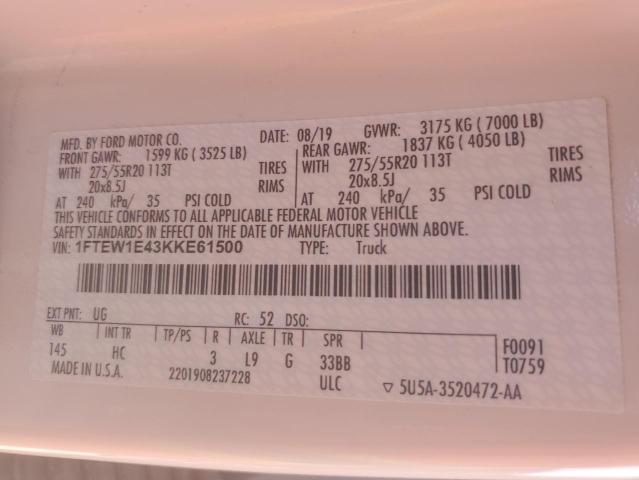 MFD. BY FORD MOTOR CO. DATE: 08/19 GVWR: 3175 KG ( 7000 LB)
FRONT GAWR: 1599 KG ( 3525 LB) REAR GAWR: 1837 KG ( 4050 LB)
WITH 275/55R20 113T TIRES WITH 275/55R20 113T TIRES
20x8.5J RIMS 20x8.5J RIMS
AT 240 kPa/ 35 PSI COLD AT 240 kPa/ 35 PSI COLD
THIS VEHICLE CONFORMS TO ALL APPLICABLE FEDERAL MOTOR VEHICLE
SAFETY STANDARDS IN EFFECT ON THE DATE OF MANUFACTURE SHOWN ABOVE.
VIN: 1FTEW1E43KKE61500 TYPE: Truck
EXT PNT: UG RC: 52 DSO:
WB INT TR TP/PS R AXLE TR SPR F0091
145 HC 3 L9 G 33BB T0759
MADE IN U.S.A. 2201908237228 ULC ▽ 5U5A-3520472-AA